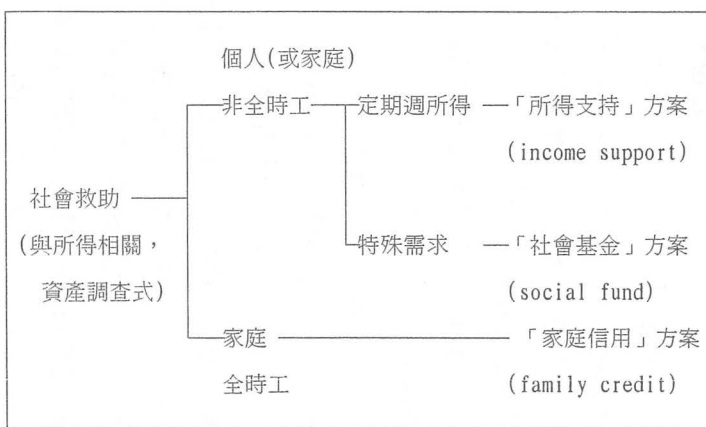 個人(或家庭)
非全時工 定期週所得 「所得支持」方案
(income support)
社會救助
(與所得相關，
特殊需求 「社會基金」方案
資產調查式)
(social fund)
家庭 「家庭信用」方案
全時工 (family credit)